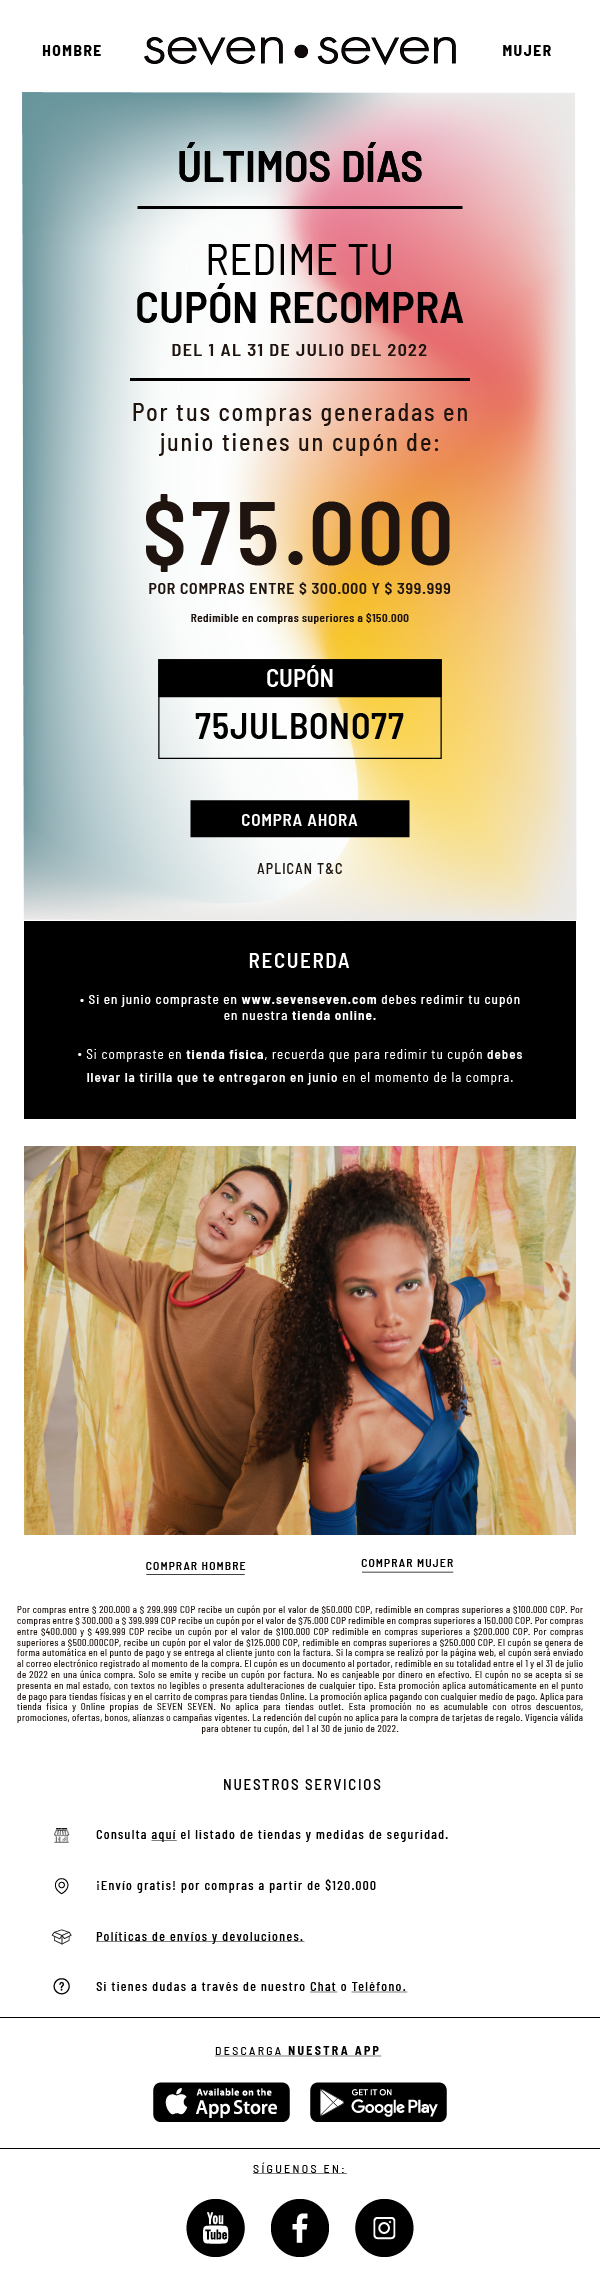 HOMBRE
seven • seven
MUJER
ÚLTIMOS DÍAS
REDIME TU
CUPÓN RECOMPRA
DEL 1 AL 31 DE JULIO DEL 2022
Por tus compras generadas en
junio tienes un cupón de:
$75.000
POR COMPRAS ENTRE $ 300.000 Y $ 399.999
Redimible en compras superiores a $150.000
CUPÓN
75JULBONO77
COMPRA AHORA
APLICAN T&C
RECUERDA
• Si en junio compraste en www.sevenseven.com debes redimir tu cupón
en nuestra tienda online.
• Si compraste en tienda física, recuerda que para redimir tu cupón debes
llevar la tirilla que te entregaron en junio en el momento de la compra.
COMPRAR HOMBRE
COMPRAR MUJER
Por compras entre $ 200.000 a $ 299.999 COP recibe un cupón por el valor de $50.000 COP, redimible en compras superiores a $100.000 COP. Por
compras entre $ 300.000 a $ 399.999 COP recibe un cupón por el valor de $75.000 COP redimible en compras superiores a 150.000 COP. Por compras
entre $400.000 y $ 499.999 COP recibe un cupón por el valor de $100.000 COP redimible en compras superiores a $200.000 COP. Por compras
superiores a $500.000COP, recibe un cupón por el valor de $125.000 COP, redimible en compras superiores a $250.000 COP. El cupón se genera de
forma automática en el punto de pago y se entrega al cliente junto con la factura. Si la compra se realizó por la página web, el cupón será enviado
al correo electrónico registrado al momento de la compra. El cupón es un documento al portador, redimible en su totalidad entre el 1 y el 31 de julio
de 2022 en una única compra. Solo se emite y recibe un cupón por factura. No es canjeable por dinero en efectivo. El cupón no se acepta si se
presenta en mal estado, con textos no legibles o presenta adulteraciones de cualquier tipo. Esta promoción aplica automáticamente en el punto
de pago para tiendas físicas y en el carrito de compras para tiendas Online. La promoción aplica pagando con cualquier medio de pago. Aplica para
tienda física y Online propias de SEVEN SEVEN. No aplica para tiendas outlet. Esta promoción no es acumulable con otros descuentos,
promociones, ofertas, bonos, alianzas o campañas vigentes. La redención del cupón no aplica para la compra de tarjetas de regalo. Vigencia válida
para obtener tu cupón, del 1 al 30 de junio de 2022.
NUESTROS SERVICIOS
Consulta aquí el listado de tiendas y medidas de seguridad.
¡Envío gratis! por compras a partir de $120.000
Políticas de envíos y devoluciones.
Si tienes dudas a través de nuestro Chat o Teléfono.
DESCARGA NUESTRA APP
Available on the
App Store
GET IT ON
Google Play
SÍGUENOS EN:
You
Tube